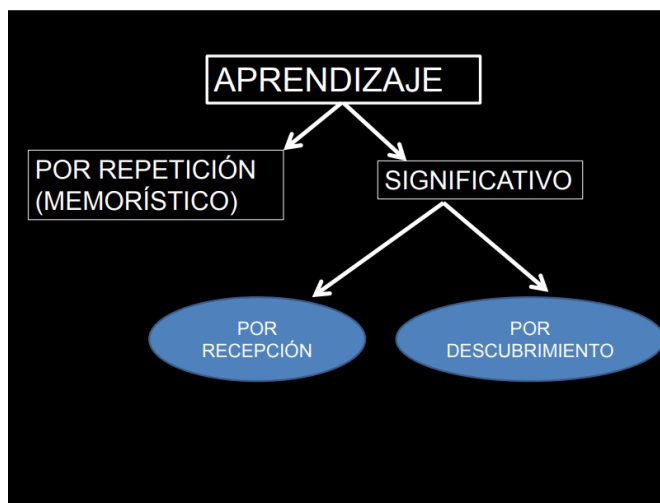 APRENDIZAJE
POR REPETICIÓN
(MEMORÍSTICO)
SIGNIFICATIVO
POR
RECEPCIÓN
POR
DESCUBRIMIENTO